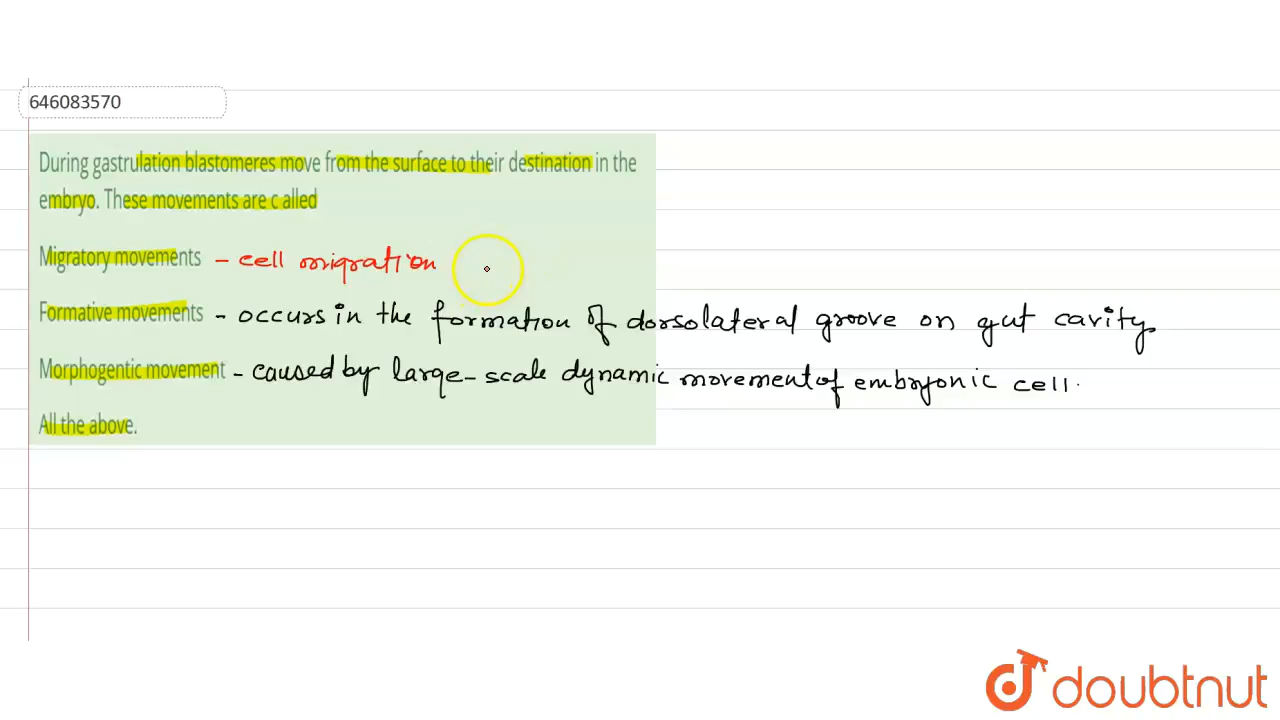 646083570
During gastrulation blastomeres move from the surface to their destination in the
embryo. These movements are c alled
Migratory movements - cell migration
Formative movements - occurs in the formation of dorsolateral groove on gut cavity.
Morphogentic movement - caused by large-scale dynamic movement of embryonic cell.
All the above.
doubtnut